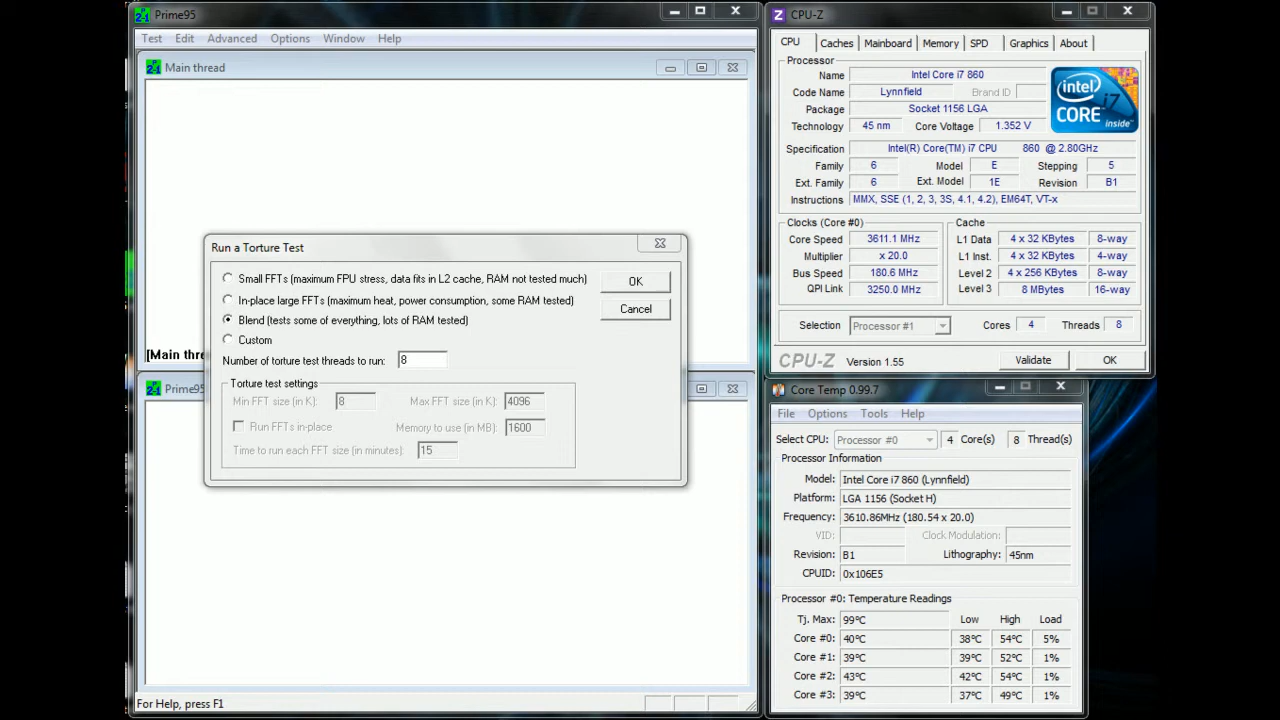 Prime95
Test Edit Advanced Options Window Help
Main thread
[Main thre
Run a Torture Test
Small FFTs (maximum FPU stress, data fits in L2 cache, RAM not tested much)
OK
In-place large FFTs (maximum heat, power consumption, some RAM tested)
Cancel
Blend (tests some of everything, lots of RAM tested)
Custom
Number of torture test threads to run: 8
Torture test settings
Min FFT size (in K): 8 Max FFT size (in K): 4096
Run FFTs in-place Memory to use (in MB): 1600
Time to run each FFT size (in minutes): 15
Prime95
For Help, press F1
CPU-Z
CPU Caches Mainboard Memory SPD Graphics About
Processor
Name Intel Core i7 860
Code Name Lynnfield Brand ID
Package Socket 1156 LGA
Technology 45 nm Core Voltage 1.352 V
intel CORE i7 inside™
Specification Intel(R) Core(TM) i7 CPU 860 @ 2.80GHz
Family 6 Model E Stepping 5
Ext. Family 6 Ext. Model 1E Revision B1
Instructions MMX, SSE (1, 2, 3, 3S, 4.1, 4.2), EM64T, VT-x
Clocks (Core #0)
Core Speed 3611.1 MHz
Multiplier x 20.0
Bus Speed 180.6 MHz
QPI Link 3250.0 MHz
Cache
L1 Data 4 x 32 KBytes 8-way
L1 Inst. 4 x 32 KBytes 4-way
Level 2 4 x 256 KBytes 8-way
Level 3 8 MBytes 16-way
Selection Processor #1 Cores 4 Threads 8
CPU-Z Version 1.55 Validate OK
Core Temp 0.99.7
File Options Tools Help
Select CPU: Processor #0 4 Core(s) 8 Thread(s)
Processor Information
Model: Intel Core i7 860 (Lynnfield)
Platform: LGA 1156 (Socket H)
Frequency: 3610.86MHz (180.54 x 20.0)
VID: Clock Modulation:
Revision: B1 Lithography: 45nm
CPUID: 0x106E5
Processor #0: Temperature Readings
Tj. Max: 99°C Low High Load
Core #0: 40°C 38°C 54°C 5%
Core #1: 39°C 39°C 52°C 1%
Core #2: 43°C 42°C 54°C 1%
Core #3: 39°C 37°C 49°C 1%